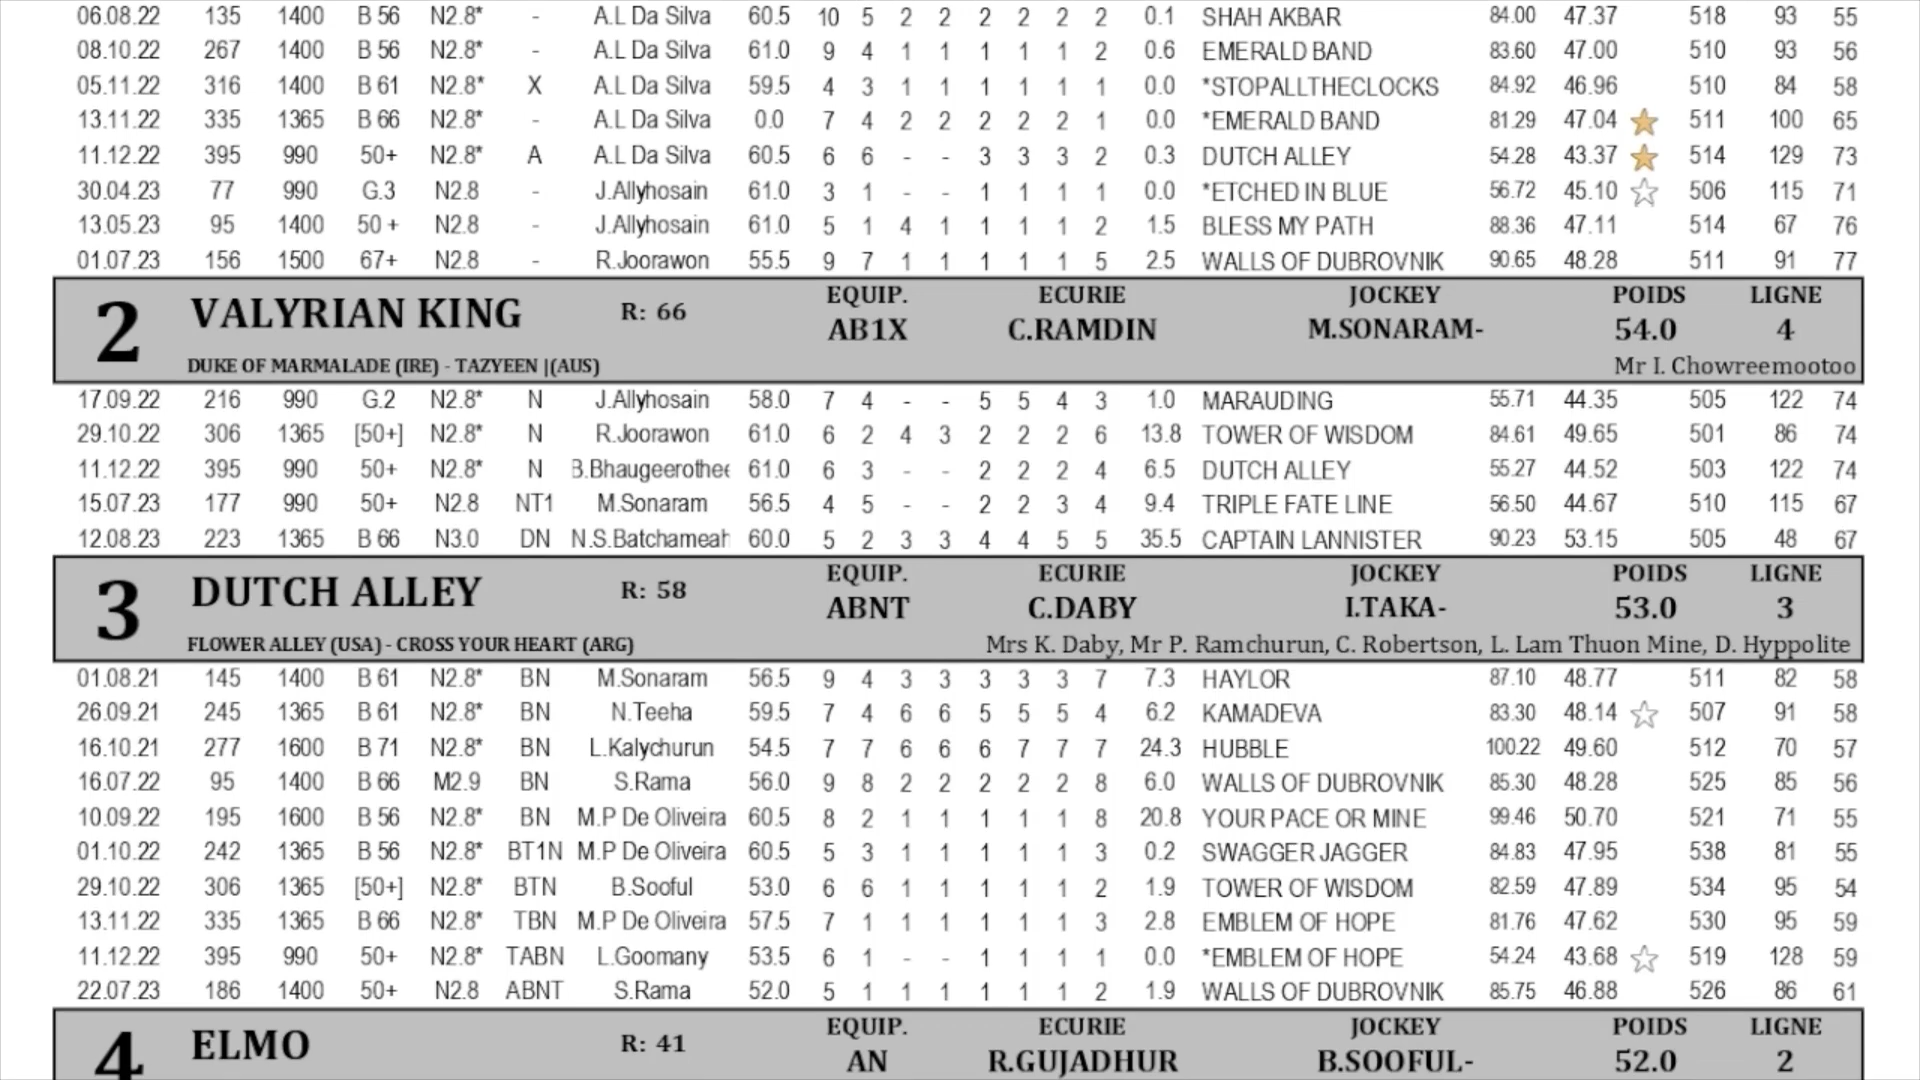 06.08.22 135 1400 B 56 N2.8* - A.L Da Silva 60.5 10 5 2 2 2 2 2 2 0.1 SHAH AKBAR 84.00 47.37 518 93 55
08.10.22 267 1400 B 56 N2.8* - A.L Da Silva 61.0 9 4 1 1 1 1 1 2 0.6 EMERALD BAND 83.60 47.00 510 93 56
05.11.22 316 1400 B 61 N2.8* X A.L Da Silva 59.5 4 3 1 1 1 1 1 1 0.0 *STOPALLTHECLOCKS 84.92 46.96 510 84 58
13.11.22 335 1365 B 66 N2.8* - A.L Da Silva 0.0 7 4 2 2 2 2 2 1 0.0 *EMERALD BAND 81.29 47.04 511 100 65
11.12.22 395 990 50+ N2.8* A A.L Da Silva 60.5 6 6 - - 3 3 3 2 0.3 DUTCH ALLEY 54.28 43.37 514 129 73
30.04.23 77 990 G.3 N2.8 - J.Allyhosain 61.0 3 1 - - 1 1 1 1 0.0 *ETCHED IN BLUE 56.72 45.10 506 115 71
13.05.23 95 1400 50 + N2.8 - J.Allyhosain 61.0 5 1 4 1 1 1 1 2 1.5 BLESS MY PATH 88.36 47.11 514 67 76
01.07.23 156 1500 67+ N2.8 - R.Joorawon 55.5 9 7 1 1 1 1 1 5 2.5 WALLS OF DUBROVNIK 90.65 48.28 511 91 77
EQUIP. ECURIE JOCKEY POIDS LIGNE
2 VALYRIAN KING R: 66 AB1X C.RAMDIN M.SONARAM- 54.0 4
DUKE OF MARMALADE (IRE) - TAZYEEN |(AUS) Mr I. Chowreemootoo
17.09.22 216 990 G.2 N2.8* N J.Allyhosain 58.0 7 4 - - 5 5 4 3 1.0 MARAUDING 55.71 44.35 505 122 74
29.10.22 306 1365 [50+] N2.8* N R.Joorawon 61.0 6 2 4 3 2 2 2 6 13.8 TOWER OF WISDOM 84.61 49.65 501 86 74
11.12.22 395 990 50+ N2.8* N B.Bhaugeerothee 61.0 6 3 - - 2 2 2 4 6.5 DUTCH ALLEY 55.27 44.52 503 122 74
15.07.23 177 990 50+ N2.8 NT1 M.Sonaram 56.5 4 5 - - 2 2 3 4 9.4 TRIPLE FATE LINE 56.50 44.67 510 115 67
12.08.23 223 1365 B 66 N3.0 DN N.S.Batchameah 60.0 5 2 3 3 4 4 5 5 35.5 CAPTAIN LANNISTER 90.23 53.15 505 48 67
EQUIP. ECURIE JOCKEY POIDS LIGNE
3 DUTCH ALLEY R: 58 ABNT C.DABY I.TAKA- 53.0 3
FLOWER ALLEY (USA) - CROSS YOUR HEART (ARG) Mrs K. Daby, Mr P. Ramchurun, C. Robertson, L. Lam Thuon Mine, D. Hyppolite
01.08.21 145 1400 B 61 N2.8* BN M.Sonaram 56.5 9 4 3 3 3 3 3 7 7.3 HAYLOR 87.10 48.77 511 82 58
26.09.21 245 1365 B 61 N2.8* BN N.Teeha 59.5 7 4 6 6 5 5 5 4 6.2 KAMADEVA 83.30 48.14 507 91 58
16.10.21 277 1600 B 71 N2.8* BN L.Kalychurun 54.5 7 7 6 6 6 7 7 7 24.3 HUBBLE 100.22 49.60 512 70 57
16.07.22 95 1400 B 66 M2.9 BN S.Rama 56.0 9 8 2 2 2 2 2 8 6.0 WALLS OF DUBROVNIK 85.30 48.28 525 85 56
10.09.22 195 1600 B 56 N2.8* BN M.P De Oliveira 60.5 8 2 1 1 1 1 1 8 20.8 YOUR PACE OR MINE 99.46 50.70 521 71 55
01.10.22 242 1365 B 56 N2.8* BT1N M.P De Oliveira 60.5 5 3 1 1 1 1 1 3 0.2 SWAGGER JAGGER 84.83 47.95 538 81 55
29.10.22 306 1365 [50+] N2.8* BTN B.Sooful 53.0 6 6 1 1 1 1 1 2 1.9 TOWER OF WISDOM 82.59 47.89 534 95 54
13.11.22 335 1365 B 66 N2.8* TBN M.P De Oliveira 57.5 7 1 1 1 1 1 1 3 2.8 EMBLEM OF HOPE 81.76 47.62 530 95 59
11.12.22 395 990 50+ N2.8* TABN L.Goomany 53.5 6 1 - - 1 1 1 1 0.0 *EMBLEM OF HOPE 54.24 43.68 519 128 59
22.07.23 186 1400 50+ N2.8 ABNT S.Rama 52.0 5 1 1 1 1 1 1 2 1.9 WALLS OF DUBROVNIK 85.75 46.88 526 86 61
EQUIP. ECURIE JOCKEY POIDS LIGNE
4 ELMO R: 41 AN R.GUJADHUR B.SOOFUL- 52.0 2